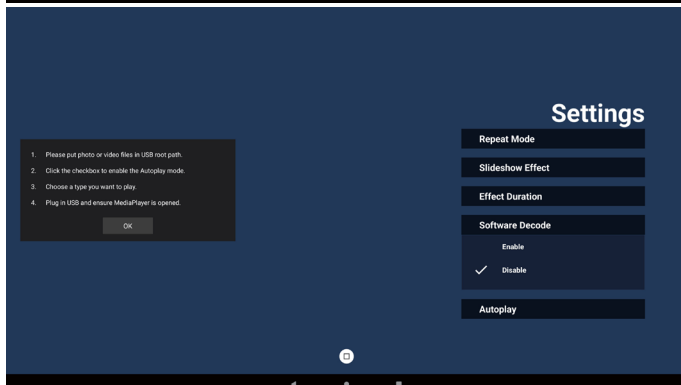 Settings
1. Please put photo or video files in USB root path.
2. Click the checkbox to enable the Autoplay mode.
3. Choose a type you want to play.
4. Plug in USB and ensure MediaPlayer is opened.
OK
Repeat Mode
Slideshow Effect
Effect Duration
Software Decode
Enable
Disable
Autoplay